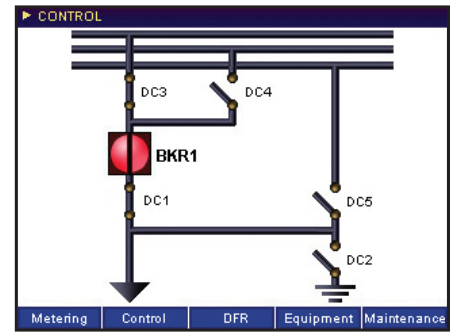 CONTROL
DC3
DC4
BKR1
DC1
DC5
DC2
Metering Control DFR Equipment Maintenance